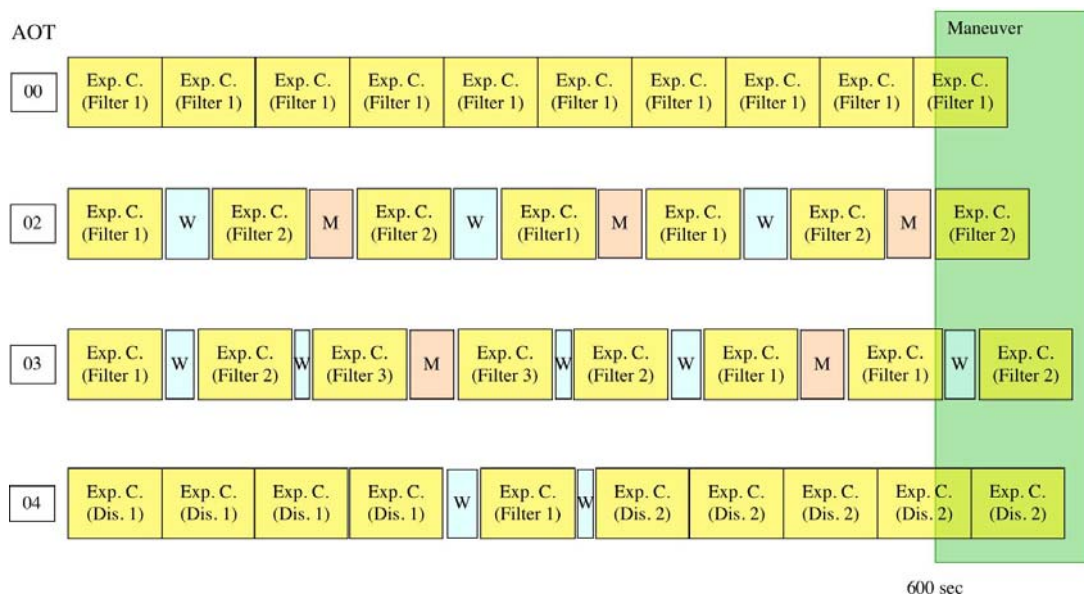 AOT
Maneuver
00
Exp. C. Exp. C. Exp. C. Exp. C. Exp. C. Exp. C. Exp. C. Exp. C. Exp. C. Exp. C.
(Filter 1) (Filter 1) (Filter 1) (Filter 1) (Filter 1) (Filter 1) (Filter 1) (Filter 1) (Filter 1) (Filter 1)
02
Exp. C. Exp. C. Exp. C. Exp. C. Exp. C. Exp. C. Exp. C.
(Filter 1) W (Filter 2) M (Filter 2) W (Filter1) M (Filter 1) W (Filter 2) M (Filter 2)
03
Exp. C. Exp. C. Exp. C. Exp. C. Exp. C. Exp. C. Exp. C. Exp. C.
(Filter 1) W (Filter 2) W (Filter 3) M (Filter 3) W (Filter 2) W (Filter 1) M (Filter 1) W (Filter 2)
04
Exp. C. Exp. C. Exp. C. Exp. C. Exp. C. Exp. C. Exp. C. Exp. C. Exp. C. Exp. C.
(Dis. 1) (Dis. 1) (Dis. 1) (Dis. 1) W (Filter 1) W (Dis. 2) (Dis. 2) (Dis. 2) (Dis. 2) (Dis. 2)
600 sec